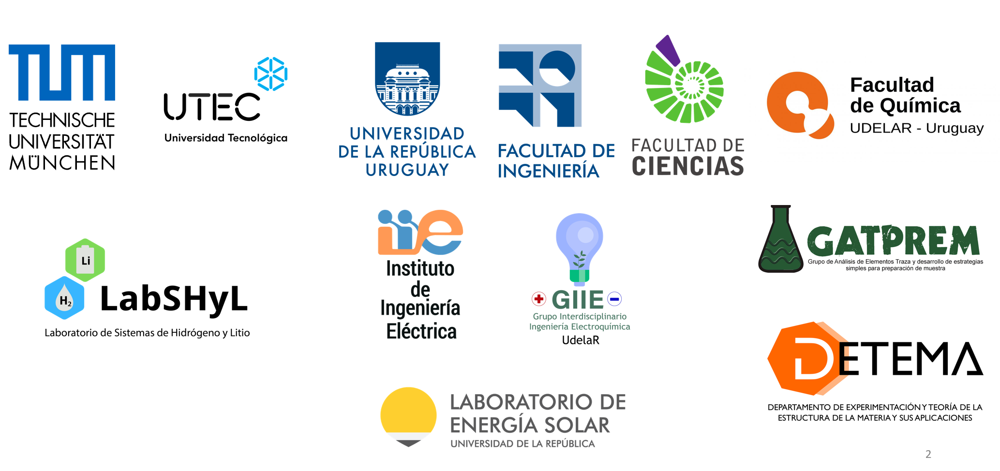 TUM
TECHNISCHE
UNIVERSITÄT
MÜNCHEN
UTEC
Universidad Tecnológica
UNIVERSIDAD
DE LA REPÚBLICA
URUGUAY
FACULTAD DE
INGENIERÍA
FACULTAD DE
CIENCIAS
Facultad
de Química
UDELAR - Uruguay
Li
H2
LabSHyL
Laboratorio de Sistemas de Hidrógeno y Litio
iie
Instituto
de
Ingeniería
Eléctrica
GIIE
Grupo Interdisciplinario
Ingeniería Electroquímica
UdelaR
GATPREM
Grupo de Análisis de Elementos Traza y desarrollo de estrategias
simples para preparación de muestra
DETEMA
DEPARTAMENTO DE EXPERIMENTACIÓN Y TEORÍA DE LA
ESTRUCTURA DE LA MATERIA Y SUS APLICACIONES
LABORATORIO DE
ENERGÍA SOLAR
UNIVERSIDAD DE LA REPÚBLICA
2